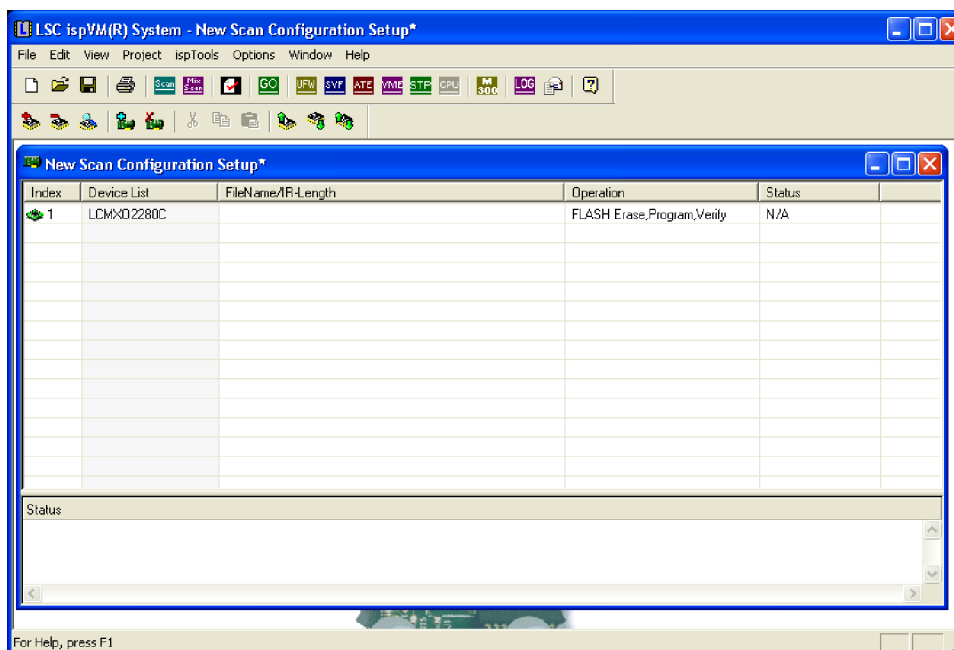 LSC ispVM(R) System - New Scan Configuration Setup*
File Edit View Project ispTools Options Window Help
Scan Mix Scan GO UFW SVF ATE VME STP CPU M 300 LOG
New Scan Configuration Setup*
Index Device List FileName/IR-Length Operation Status
1 LCMXO2280C FLASH Erase,Program,Verify N/A
Status
For Help, press F1